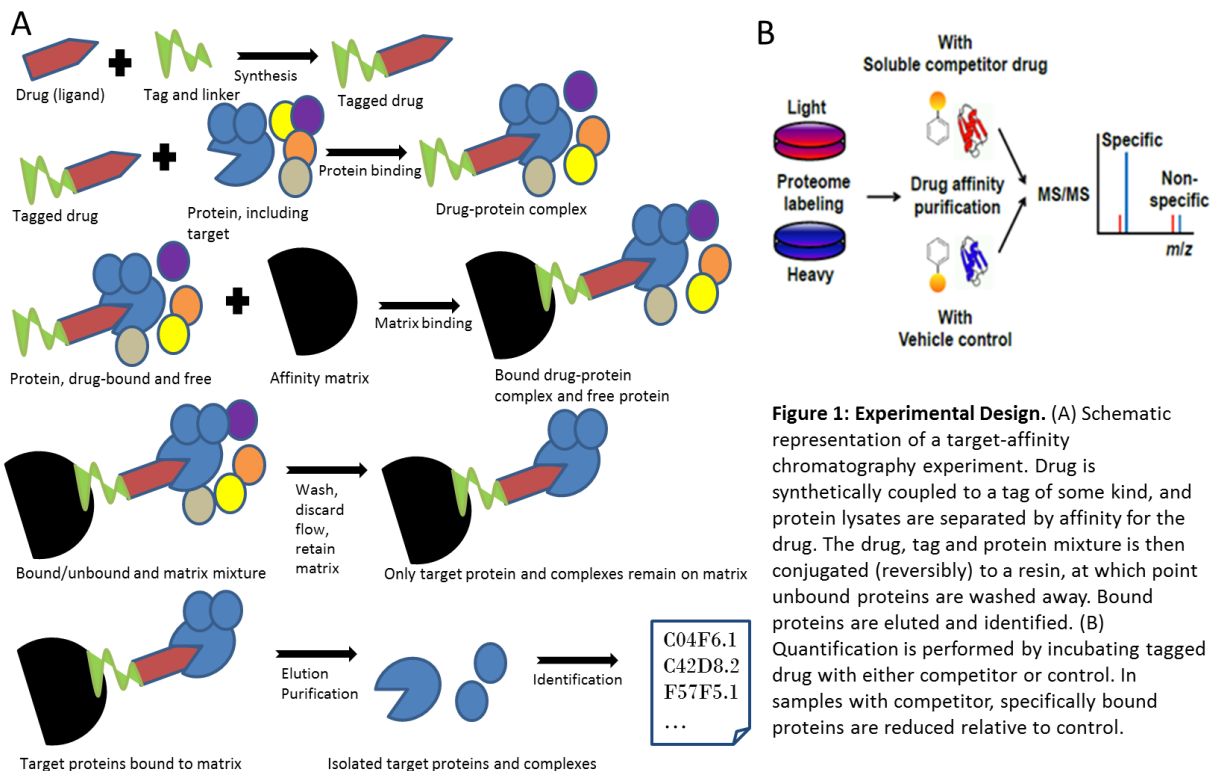 A
Drug (ligand)
Tag and linker
Synthesis
Tagged drug
Tagged drug
Protein, including
target
Protein binding
Drug-protein complex
Protein, drug-bound and free
Affinity matrix
Matrix binding
Bound drug-protein
complex and free protein
Bound/unbound and matrix mixture
Wash,
discard
flow,
retain
matrix
Only target protein and complexes remain on matrix
Target proteins bound to matrix
Elution
Purification
Isolated target proteins and complexes
Identification
C04F6.1
C42D8.2
F57F5.1
...
B
With
Soluble competitor drug
Light
Proteome
labeling
Heavy
Drug affinity
purification
With
Vehicle control
MS/MS
Specific
Non-
specific
m/z
Figure 1: Experimental Design. (A) Schematic
representation of a target-affinity
chromatography experiment. Drug is
synthetically coupled to a tag of some kind, and
protein lysates are separated by affinity for the
drug. The drug, tag and protein mixture is then
conjugated (reversibly) to a resin, at which point
unbound proteins are washed away. Bound
proteins are eluted and identified. (B)
Quantification is performed by incubating tagged
drug with either competitor or control. In
samples with competitor, specifically bound
proteins are reduced relative to control.